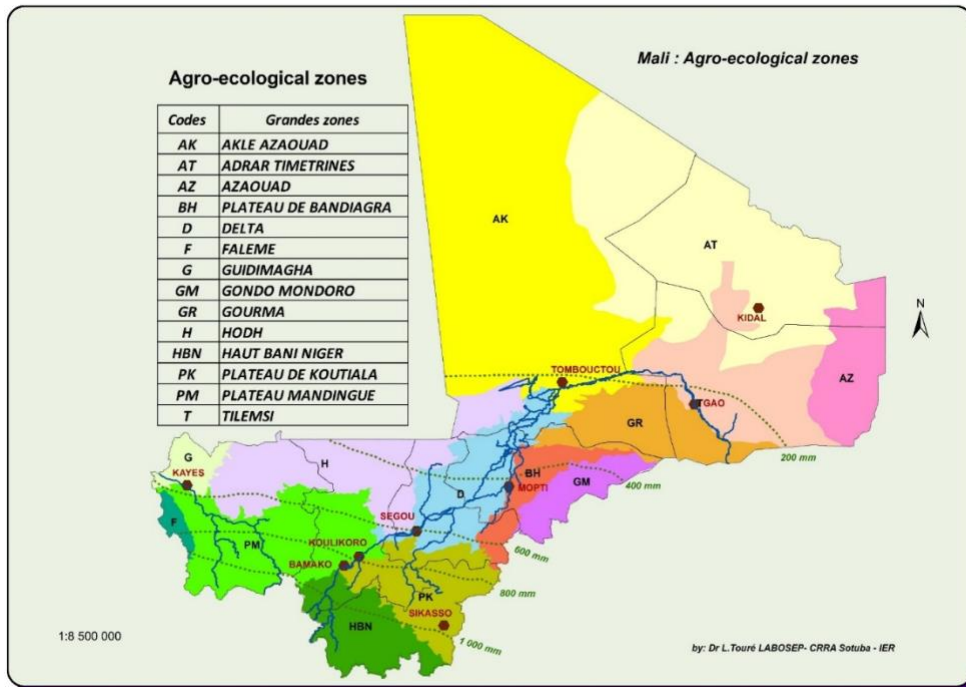 Mali : Agro-ecological zones
Agro-ecological zones
Codes Grandes zones
AK AKLE AZAOUAD
AT ADRAR TIMETRINES
AZ AZAOUAD
BH PLATEAU DE BANDIAGRA
D DELTA
F FALEME
G GUIDIMAGHA
GM GONDO MONDORO
GR GOURMA
H HODH
HBN HAUT BANI NIGER
PK PLATEAU DE KOUTIALA
PM PLATEAU MANDINGUE
T TILEMSI
AK
AT
N
KIDAL
TOMBOUCTOU
AZ
TGAO
GR
200 mm
G
H
BH
KAYES
GM
400 mm
D
MOPTI
SEGOU
F
PM
KOULIKORO
600 mm
BAMAKO
800 mm
PK
HBN
SIKASSO
1 000 mm
1:8 500 000
by: Dr L.Touré LABOSEP- CRRA Sotuba - IER